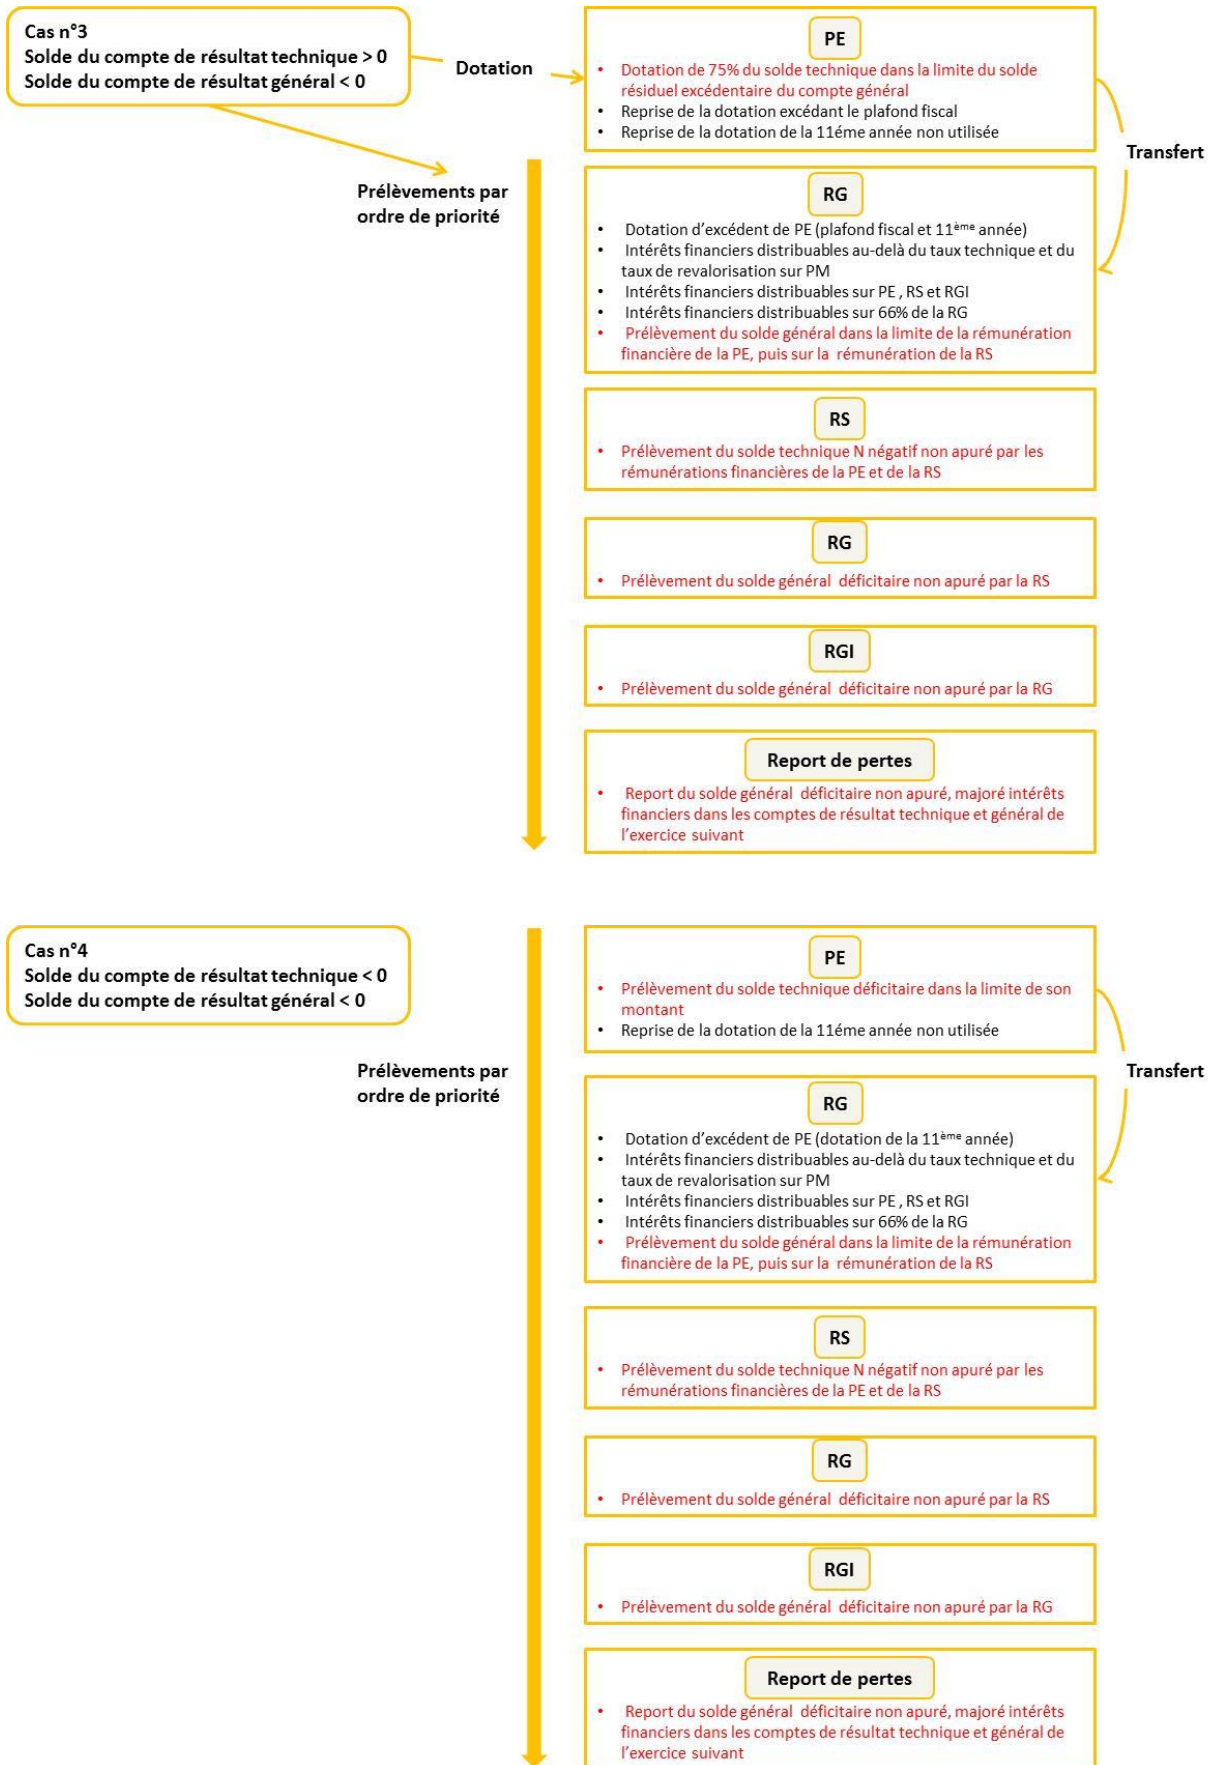 Cas n°3
Solde du compte de résultat technique > 0
Solde du compte de résultat général < 0
Dotation
PE
• Dotation de 75% du solde technique dans la limite du solde
résiduel excédentaire du compte général
• Reprise de la dotation excédant le plafond fiscal
• Reprise de la dotation de la 11éme année non utilisée
Transfert
Prélèvements par
ordre de priorité
RG
• Dotation d'excédent de PE (plafond fiscal et 11ème année)
• Intérêts financiers distribuables au-delà du taux technique et du
taux de revalorisation sur PM
• Intérêts financiers distribuables sur PE , RS et RGI
• Intérêts financiers distribuables sur 66% de la RG
• Prélèvement du solde général dans la limite de la rémunération
financière de la PE, puis sur la rémunération de la RS
RS
• Prélèvement du solde technique N négatif non apuré par les
rémunérations financières de la PE et de la RS
RG
• Prélèvement du solde général déficitaire non apuré par la RS
RGI
• Prélèvement du solde général déficitaire non apuré par la RG
Report de pertes
• Report du solde général déficitaire non apuré, majoré intérêts
financiers dans les comptes de résultat technique et général de
l'exercice suivant
Cas n°4
Solde du compte de résultat technique < 0
Solde du compte de résultat général < 0
PE
• Prélèvement du solde technique déficitaire dans la limite de son
montant
• Reprise de la dotation de la 11éme année non utilisée
Prélèvements par
ordre de priorité
Transfert
RG
• Dotation d'excédent de PE (dotation de la 11ème année)
• Intérêts financiers distribuables au-delà du taux technique et du
taux de revalorisation sur PM
• Intérêts financiers distribuables sur PE , RS et RGI
• Intérêts financiers distribuables sur 66% de la RG
• Prélèvement du solde général dans la limite de la rémunération
financière de la PE, puis sur la rémunération de la RS
RS
• Prélèvement du solde technique N négatif non apuré par les
rémunérations financières de la PE et de la RS
RG
• Prélèvement du solde général déficitaire non apuré par la RS
RGI
• Prélèvement du solde général déficitaire non apuré par la RG
Report de pertes
• Report du solde général déficitaire non apuré, majoré intérêts
financiers dans les comptes de résultat technique et général de
l'exercice suivant